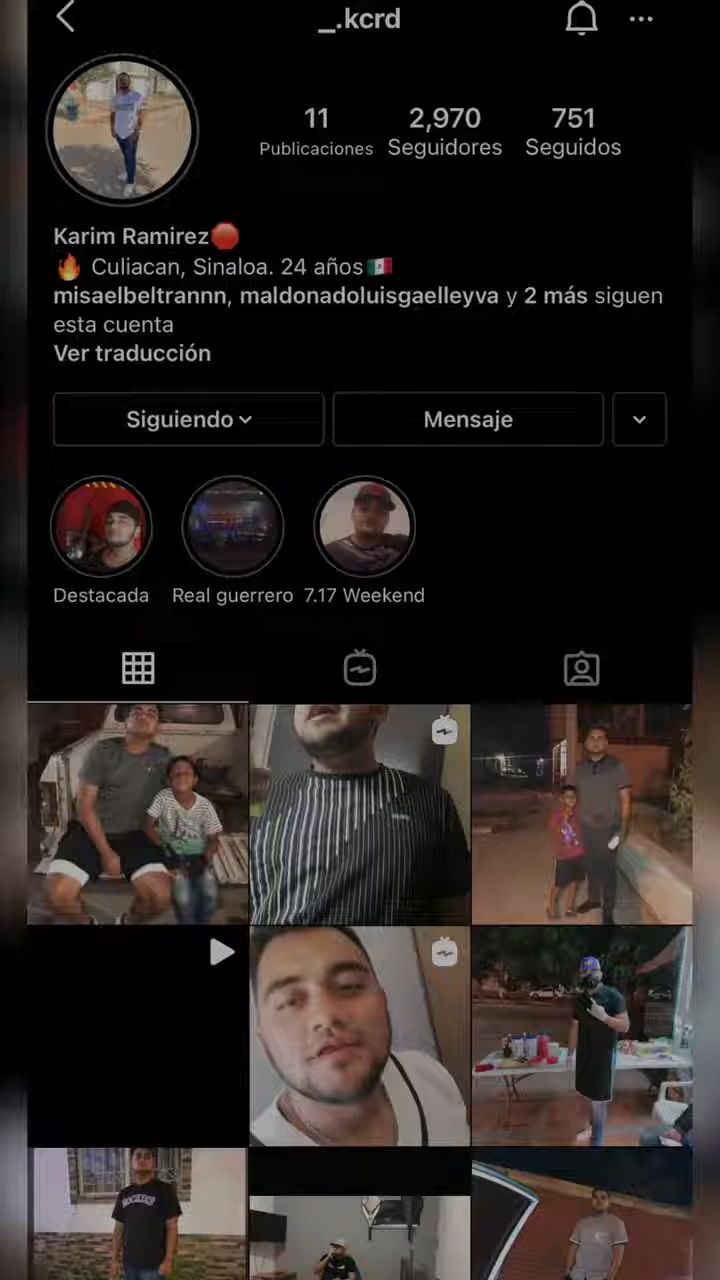 _.kcrd
11
2,970
751
Publicaciones
Seguidores
Seguidos
Karim Ramirez
Culiacan, Sinaloa. 24 años
misaelbeltrannn, maldonadoluisgaelleyva y 2 más siguen
esta cuenta
Ver traducción
Siguiendo
Mensaje
Destacada
Real guerrero
7.17 Weekend
ROCKIES